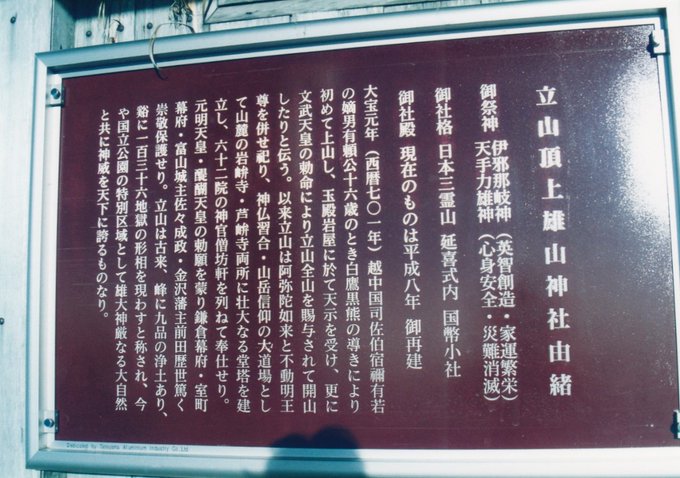 立山頂上雄山神社由緒
御祭神 伊邪那岐神(英智創造・家運繁栄)
天手力雄神(心身安全・災難消滅)
御社格 日本三霊山 延喜式内 国幣小社
御社殿 現在のものは平成八年 御再建
大宝元年(西暦七〇一年)越中国司佐伯宿禰有若
の嫡男有頼公十六歳のとき白鷹黒熊の導きにより
初めて上山し、玉殿岩屋に於て天示を受け、更に
文武天皇の勅命により立山全山を賜与されて開山
したりと伝う。以来立山は阿弥陀如来と不動明王
尊を併せ祀り、神仏習合・山岳信仰の大道場とし
て山麓の岩峅寺・芦峅寺両所に壮大なる堂塔を建
立し、六十二院の神官僧坊軒を列ねて奉仕せり。
元明天皇・醍醐天皇の勅願を蒙り鎌倉幕府・室町
幕府・富山城主佐々成政・金沢藩主前田歴世篤く
崇敬保護せり。立山は古来、峰に九品の浄土あり、
谿に一百三十六地獄の形相を現わすと称され、今
や国立公園の特別区域として雄大神厳なる大自然
と共に神威を天下に誇るものなり。
Dedicated by Tateyama Aluminium Industry Co.,Ltd